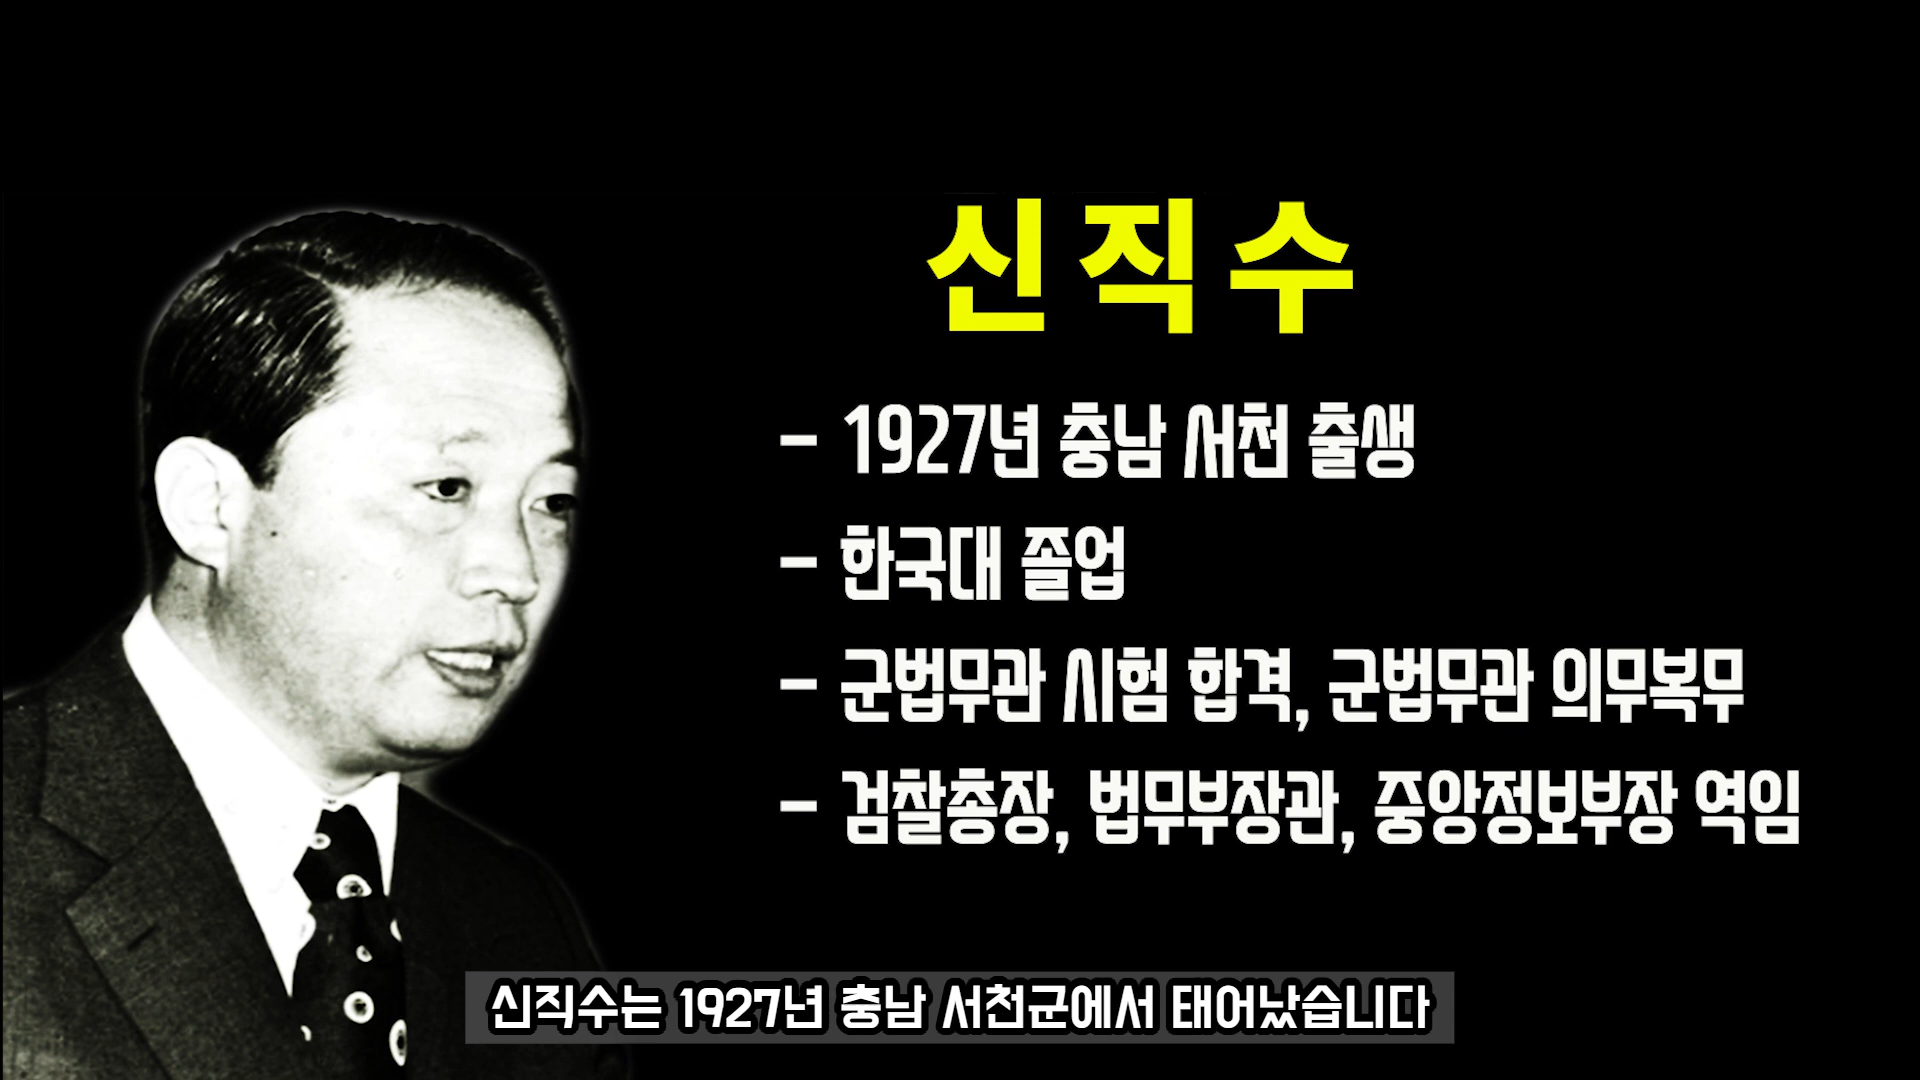 신직수
- 1927년 충남 서천 출생
- 한국대 졸업
- 군법무관 시험 합격, 군법무관 의무복무
- 검찰총장, 법무부장관, 중앙정보부장 역임
신직수는 1927년 충남 서천군에서 태어났습니다